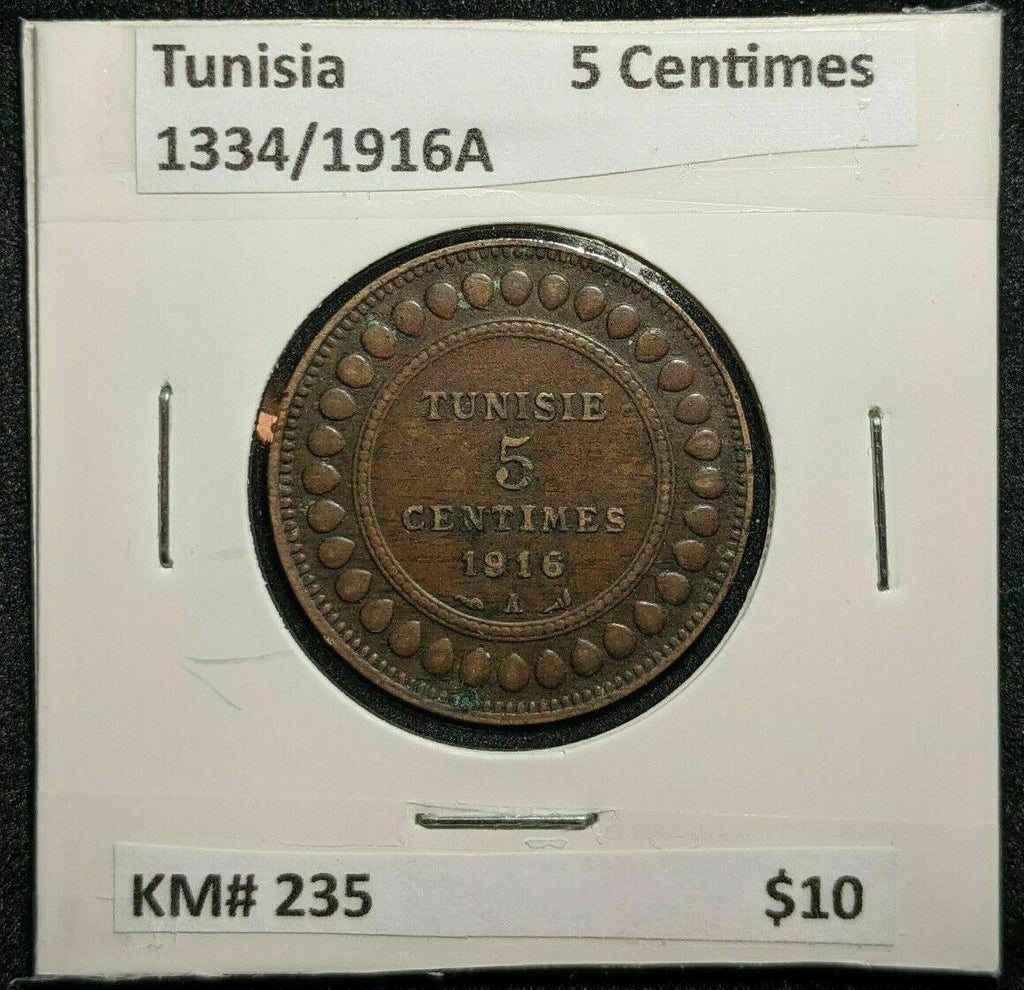 Tunisia 5 Centimes
1334/1916A
TUNISIE
5
CENTIMES
1916
A
KM# 235 $10